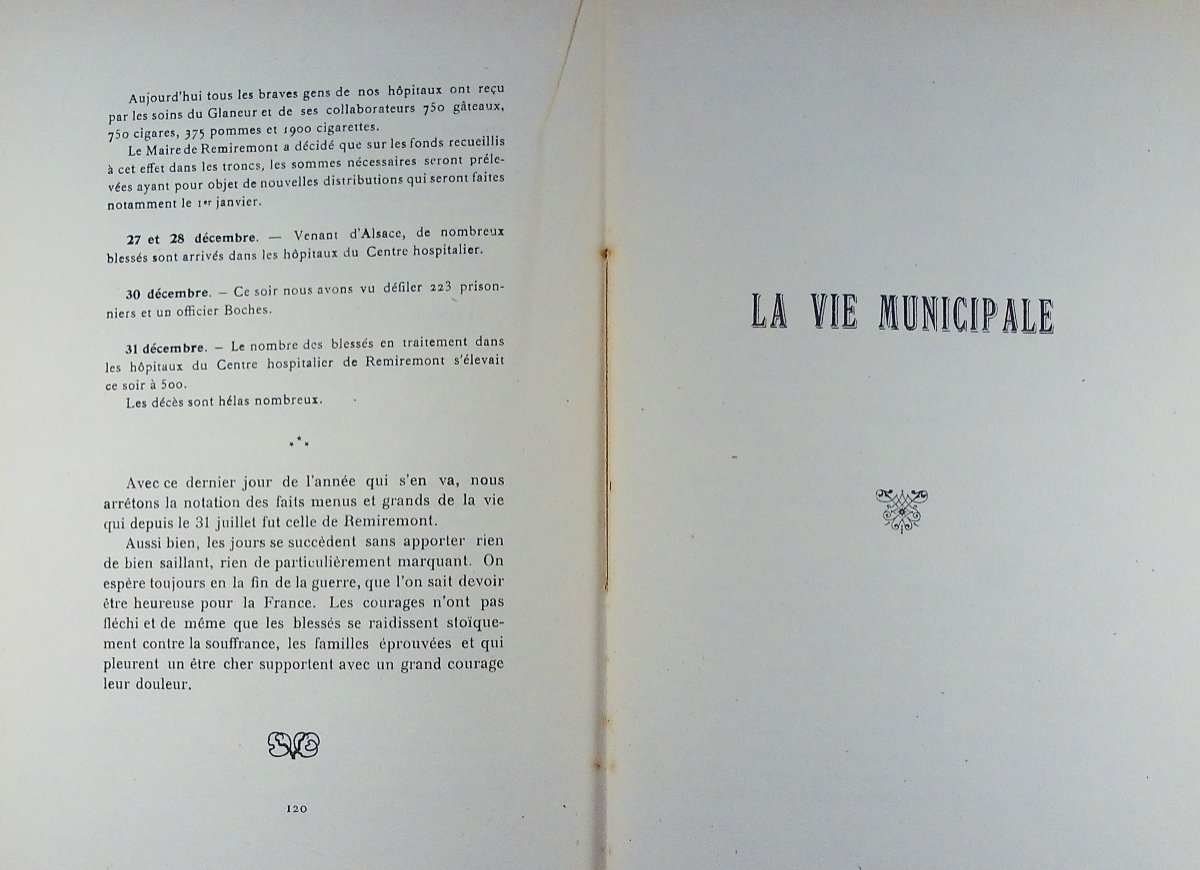 Aujourd'hui tous les braves gens de nos hôpitaux ont reçu
par les soins du Glaneur et de ses collaborateurs 750 gâteaux,
750 cigares, 375 pommes et 1900 cigarettes.
Le Maire de Remiremont a décidé que sur les fonds recueillis
à cet effet dans les troncs, les sommes nécessaires seront préle-
vées ayant pour objet de nouvelles distributions qui seront faites
notamment le 1er janvier.
27 et 28 décembre. — Venant d'Alsace, de nombreux
blessés sont arrivés dans les hôpitaux du Centre hospitalier.
30 décembre. — Ce soir nous avons vu défiler 223 prison-
niers et un officier Boches.
31 décembre. — Le nombre des blessés en traitement dans
les hôpitaux du Centre hospitalier de Remiremont s'élevait
ce soir à 500.
Les décès sont hélas nombreux.
Avec ce dernier jour de l'année qui s'en va, nous
arrêtons la notation des faits menus et grands de la vie
qui depuis le 31 juillet fut celle de Remiremont.
Aussi bien, les jours se succèdent sans apporter rien
de bien saillant, rien de particulièrement marquant. On
espère toujours en la fin de la guerre, que l'on sait devoir
être heureuse pour la France. Les courages n'ont pas
fléchi et de même que les blessés se raidissent stoïque-
ment contre la souffrance, les familles éprouvées et qui
pleurent un être cher supportent avec un grand courage
leur douleur.
120
LA VIE MUNICIPALE